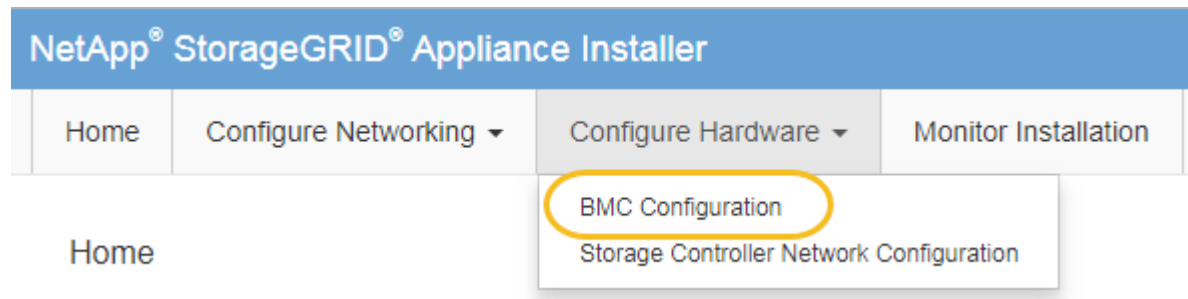 NetApp® StorageGRID® Appliance Installer
Home Configure Networking Configure Hardware Monitor Installation
BMC Configuration
Home
Storage Controller Network Configuration